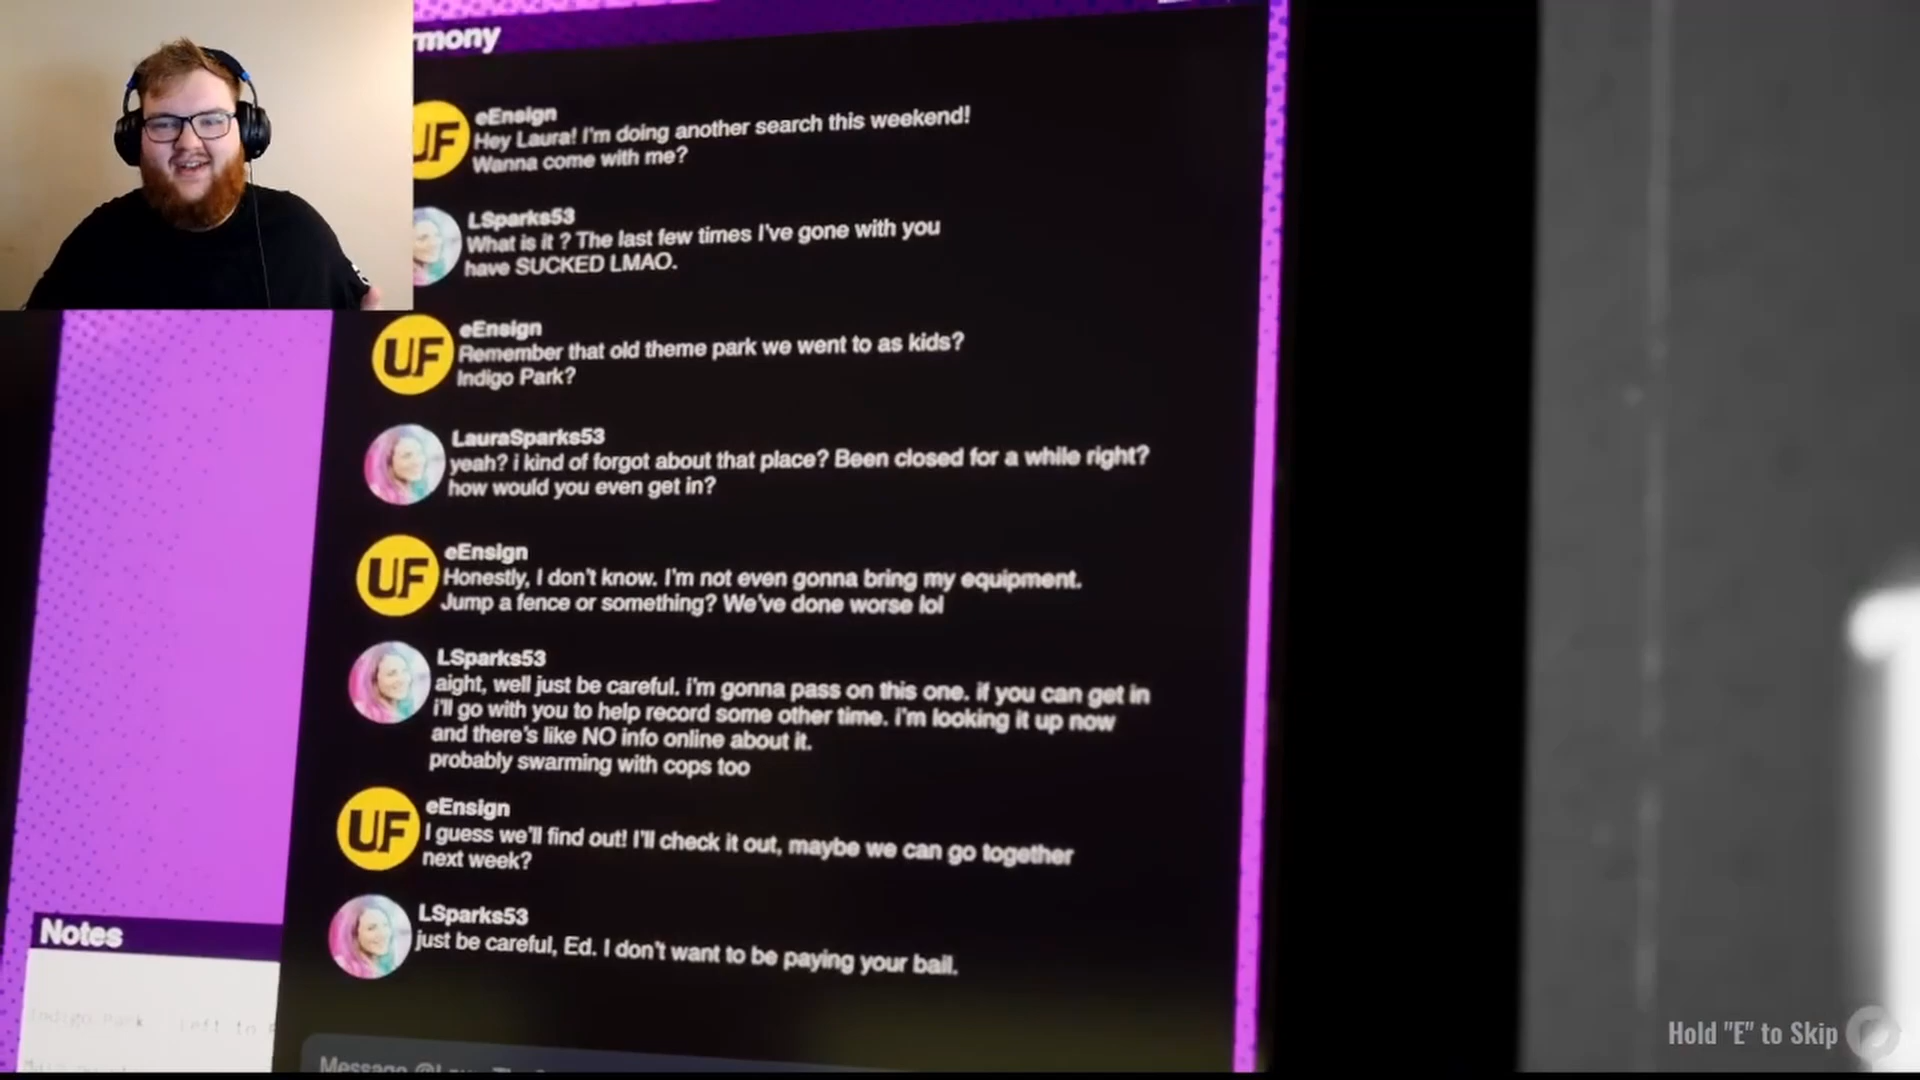 rmony
eEnsign
Hey Laura! I'm doing another search this weekend!
Wanna come with me?
LSparks53
What is it ? The last few times I've gone with you
have SUCKED LMAO.
UF
eEnsign
Remember that old theme park we went to as kids?
Indigo Park?
LauraSparks53
yeah? i kind of forgot about that place? Been closed for a while right?
how would you even get in?
UF
eEnsign
Honestly, I don't know. I'm not even gonna bring my equipment.
Jump a fence or something? We've done worse lol
LSparks53
aight, well just be careful. i'm gonna pass on this one. if you can get in
i'll go with you to help record some other time. i'm looking it up now
and there's like NO info online about it.
probably swarming with cops too
UF
eEnsign
I guess we'll find out! I'll check it out, maybe we can go together
next week?
LSparks53
just be careful, Ed. I don't want to be paying your bail.
Notes
Indigo Park left to
Message
Hold "E" to Skip